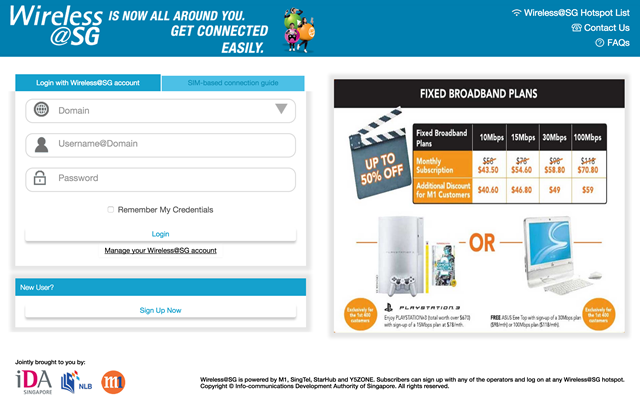 Wireless
@SG
IS NOW ALL AROUND YOU.
GET CONNECTED
EASILY.
Wireless@SG Hotspot List
Contact Us
FAQs
Login with Wireless@SG account
SIM-based connection guide
Domain
Username@Domain
Password
Remember My Credentials
Login
Manage your Wireless@SG account
New User?
Sign Up Now
FIXED BROADBAND PLANS
UP TO
50% OFF
Fixed Broadband Plans 10Mbps 15Mbps 30Mbps 100Mbps
Monthly Subscription $58 $78 $98 $118
$43.50 $54.60 $58.80 $70.80
Additional Discount for M1 Customers $40.60 $46.80 $49 $59
OR
Exclusively for the 1st 400 customers
PLAYSTATION 3
Enjoy PLAYSTATION®3 (total worth over $670)
with sign-up of a 15Mbps plan at $78/mth.
FREE ASUS Eee Top with sign-up of a 30Mbps plan
($98/mth) or 100Mbps plan ($118/mth).
Exclusively for the 1st 600 customers
Jointly brought to you by:
iDA
SINGAPORE
NLB
m1
Wireless@SG is powered by M1, SingTel, StarHub and Y5ZONE. Subscribers can sign up with any of the operators and log on at any Wireless@SG hotspot.
Copyright © Info-communications Development Authority of Singapore. All rights reserved.